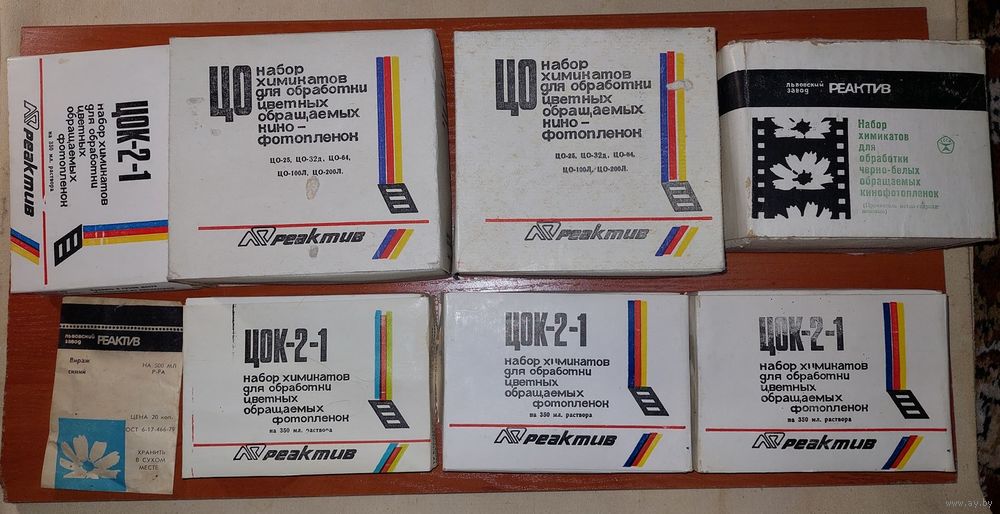 ЦОК-2-1
набор химикатов
для обработки
цветных
обращаемых
фотопленок
на 350 мл. раствора
Реактив
ЦО
набор
химикатов
для обработки
цветных
обращаемых
кино-
фотопленок
ЦО-25, ЦО-32д, ЦО-64,
ЦО-100Л, ЦО-200Л.
Реактив
ЦО
набор
химикатов
для обработки
цветных
обращаемых
кино-
фотопленок
ЦО-25, ЦО-32д, ЦО-64,
ЦО-100Л, ЦО-200Л.
Реактив
ЛЬВОВСКИЙ
ЗАВОД РЕАКТИВ
Набор
химикатов
для
обработки
черно-белых
обращаемых
кинофотопленок
ЛЬВОВСКИЙ
ЗАВОД РЕАКТИВ
Вираж
синий
НА 500 МЛ
Р-РА
ЦЕНА 20 коп.
ОСТ 6-17-466-79
ХРАНИТЬ
В СУХОМ
МЕСТЕ
ЦОК-2-1
набор химикатов
для обработки
цветных
обращаемых
фотопленок
на 350 мл. раствора
Реактив
ЦОК-2-1
набор химикатов
для обработки
цветных
обращаемых
фотопленок
на 350 мл. раствора
Реактив
ЦОК-2-1
набор химикатов
для обработки
цветных
обращаемых
фотопленок
на 350 мл. раствора
Реактив
www.ay.by